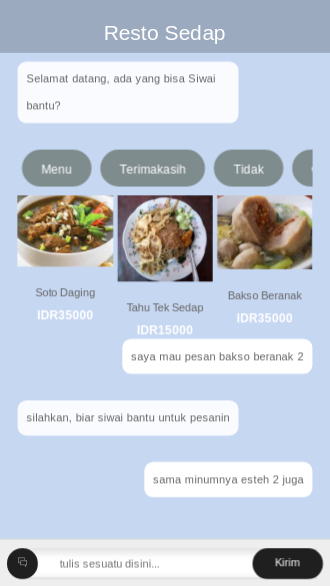 Resto Sedap
Selamat datang, ada yang bisa Siwai
bantu?
Menu
Terimakasih
Tidak
Soto Daging
IDR35000
Tahu Tek Sedap
IDR15000
Bakso Beranak
IDR35000
saya mau pesan bakso beranak 2
silahkan, biar siwai bantu untuk pesanin
sama minumnya esteh 2 juga
tulis sesuatu disini...
Kirim